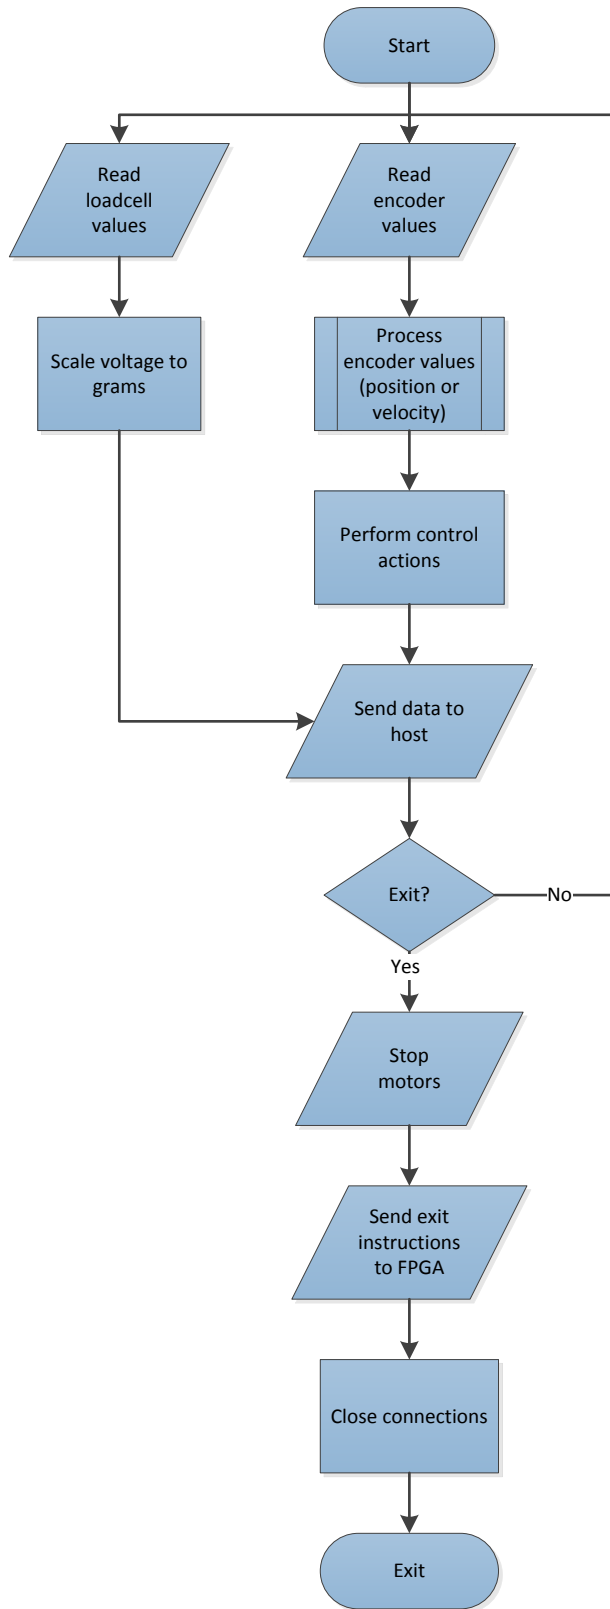 Start
Read
loadcell
values
Read
encoder
values
Scale voltage to
grams
Process
encoder values
(position or
velocity)
Perform control
actions
Send data to
host
Exit?
No
Yes
Stop
motors
Send exit
instructions
to FPGA
Close connections
Exit